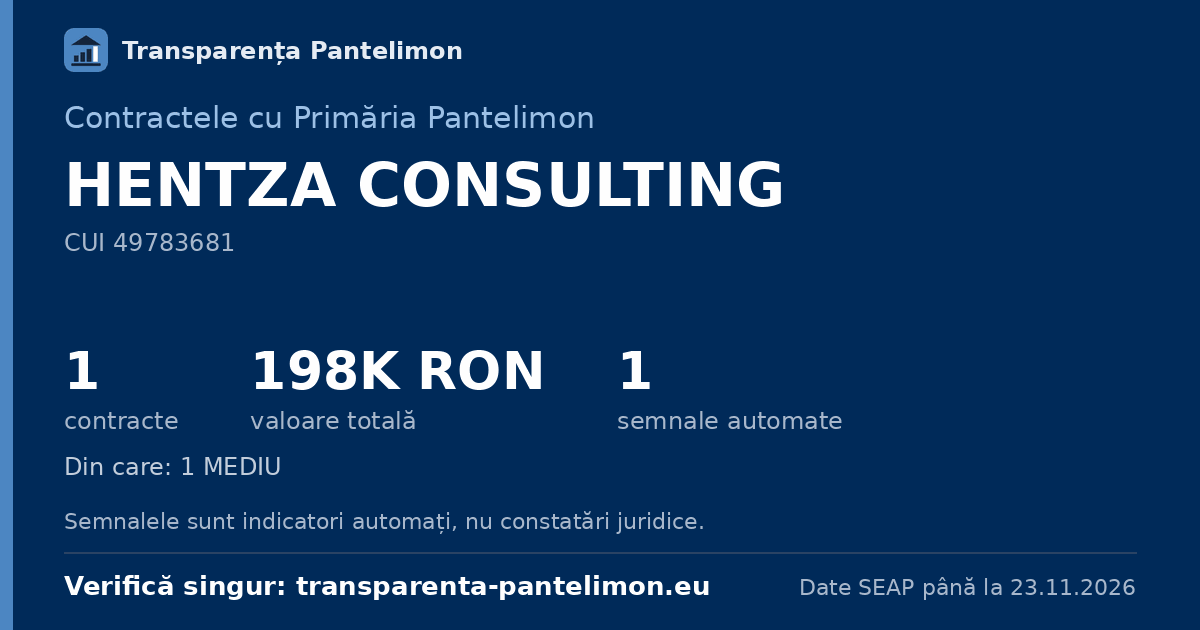 Transparența Pantelimon
Contractele cu Primăria Pantelimon
HENTZA CONSULTING
CUI 49783681
1 198K RON 1
contracte valoare totală semnale automate
Din care: 1 MEDIU
Semnalele sunt indicatori automați, nu constatări juridice.
Verifică singur: transparenta-pantelimon.eu Date SEAP până la 23.11.2026